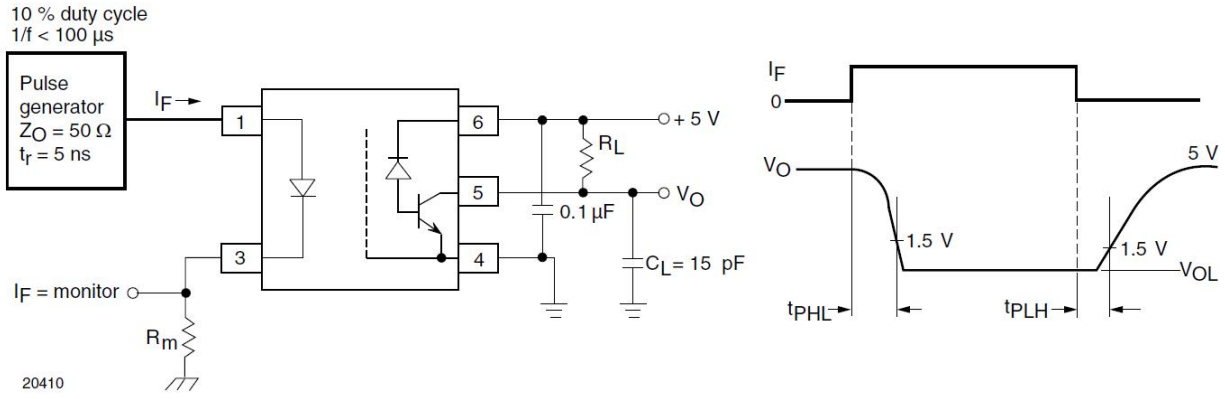 10 % duty cycle
1/f < 100 μs
Pulse
generator
ZO = 50 Ω
tr = 5 ns
IF
1
3
6
5
4
RL
+ 5 V
VO
0.1 μF
CL = 15 pF
IF = monitor
Rm
20410
IF
0
VO
5 V
1.5 V
1.5 V
VOL
tPHL
tPLH